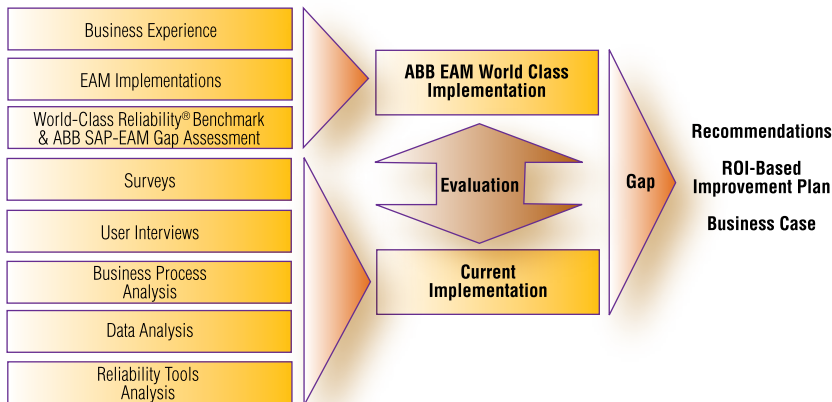 Business Experience
EAM Implementations
World-Class Reliability® Benchmark
& ABB SAP-EAM Gap Assessment
Surveys
User Interviews
Business Process
Analysis
Data Analysis
Reliability Tools
Analysis
ABB EAM World Class
Implementation
Evaluation
Current
Implementation
Gap
Recommendations
ROI-Based
Improvement Plan
Business Case